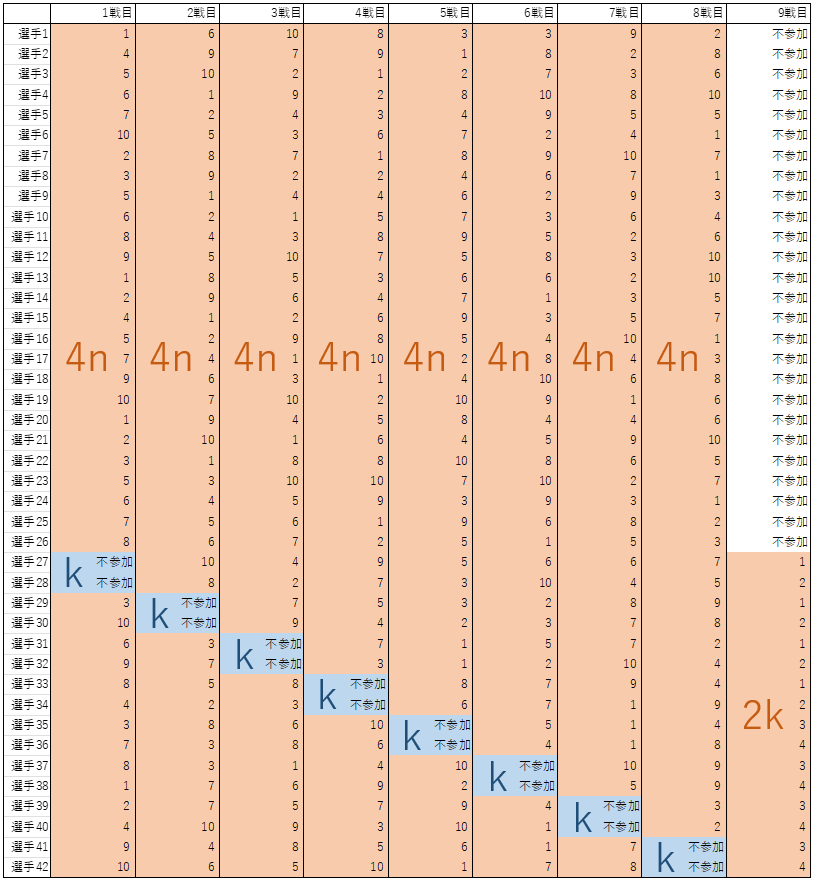 1戦目 2戦目 3戦目 4戦目 5戦目 6戦目 7戦目 8戦目 9戦目
選手1 1 6 10 8 3 3 9 2 不参加
選手2 4 9 7 9 1 8 2 8 不参加
選手3 5 10 2 1 2 7 3 6 不参加
選手4 6 1 9 2 8 10 8 10 不参加
選手5 7 2 4 3 4 9 5 5 不参加
選手6 10 5 3 6 7 2 4 1 不参加
選手7 2 8 7 1 8 9 10 7 不参加
選手8 3 9 2 2 4 6 7 1 不参加
選手9 5 1 4 4 6 2 9 3 不参加
選手10 6 2 1 5 7 3 6 4 不参加
選手11 8 4 3 8 9 5 2 6 不参加
選手12 9 5 10 7 5 8 3 10 不参加
選手13 1 8 5 3 6 6 2 10 不参加
選手14 2 9 6 4 7 1 3 5 不参加
選手15 4 1 2 6 9 3 5 7 不参加
選手16 5 2 9 8 5 4 10 1 不参加
4n 4n 4n 4n 4n 4n 4n 4n
選手17 7 4 1 10 2 8 4 3 不参加
選手18 9 6 3 1 4 10 6 8 不参加
選手19 10 7 10 2 10 9 1 6 不参加
選手20 1 9 4 5 8 4 4 6 不参加
選手21 2 10 1 6 4 5 9 10 不参加
選手22 3 1 8 8 10 8 6 5 不参加
選手23 5 3 10 10 7 10 2 7 不参加
選手24 6 4 5 9 3 9 3 1 不参加
選手25 7 5 6 1 9 6 8 2 不参加
選手26 8 6 7 2 5 1 5 3 不参加
選手27 不参加 10 4 9 5 6 6 7 1
k
選手28 不参加 8 2 7 3 10 4 5 2
選手29 3 不参加 7 5 3 2 8 9 1
k
選手30 10 不参加 9 4 2 3 7 8 2
選手31 6 3 不参加 7 1 5 7 2 1
k
選手32 9 7 不参加 3 1 2 10 4 2
選手33 8 5 8 不参加 8 7 9 4 1
k
選手34 4 2 3 不参加 6 7 1 9 2
2k
選手35 3 8 6 10 不参加 5 1 4 3
k
選手36 7 3 8 6 不参加 4 1 8 4
選手37 8 3 1 4 10 不参加 10 9 3
k
選手38 1 7 6 9 2 不参加 5 9 4
選手39 2 7 5 7 9 4 不参加 3 3
k
選手40 4 10 9 3 10 1 不参加 2 4
選手41 9 4 8 5 6 1 7 不参加 3
k
選手42 10 6 5 10 1 7 8 不参加 4